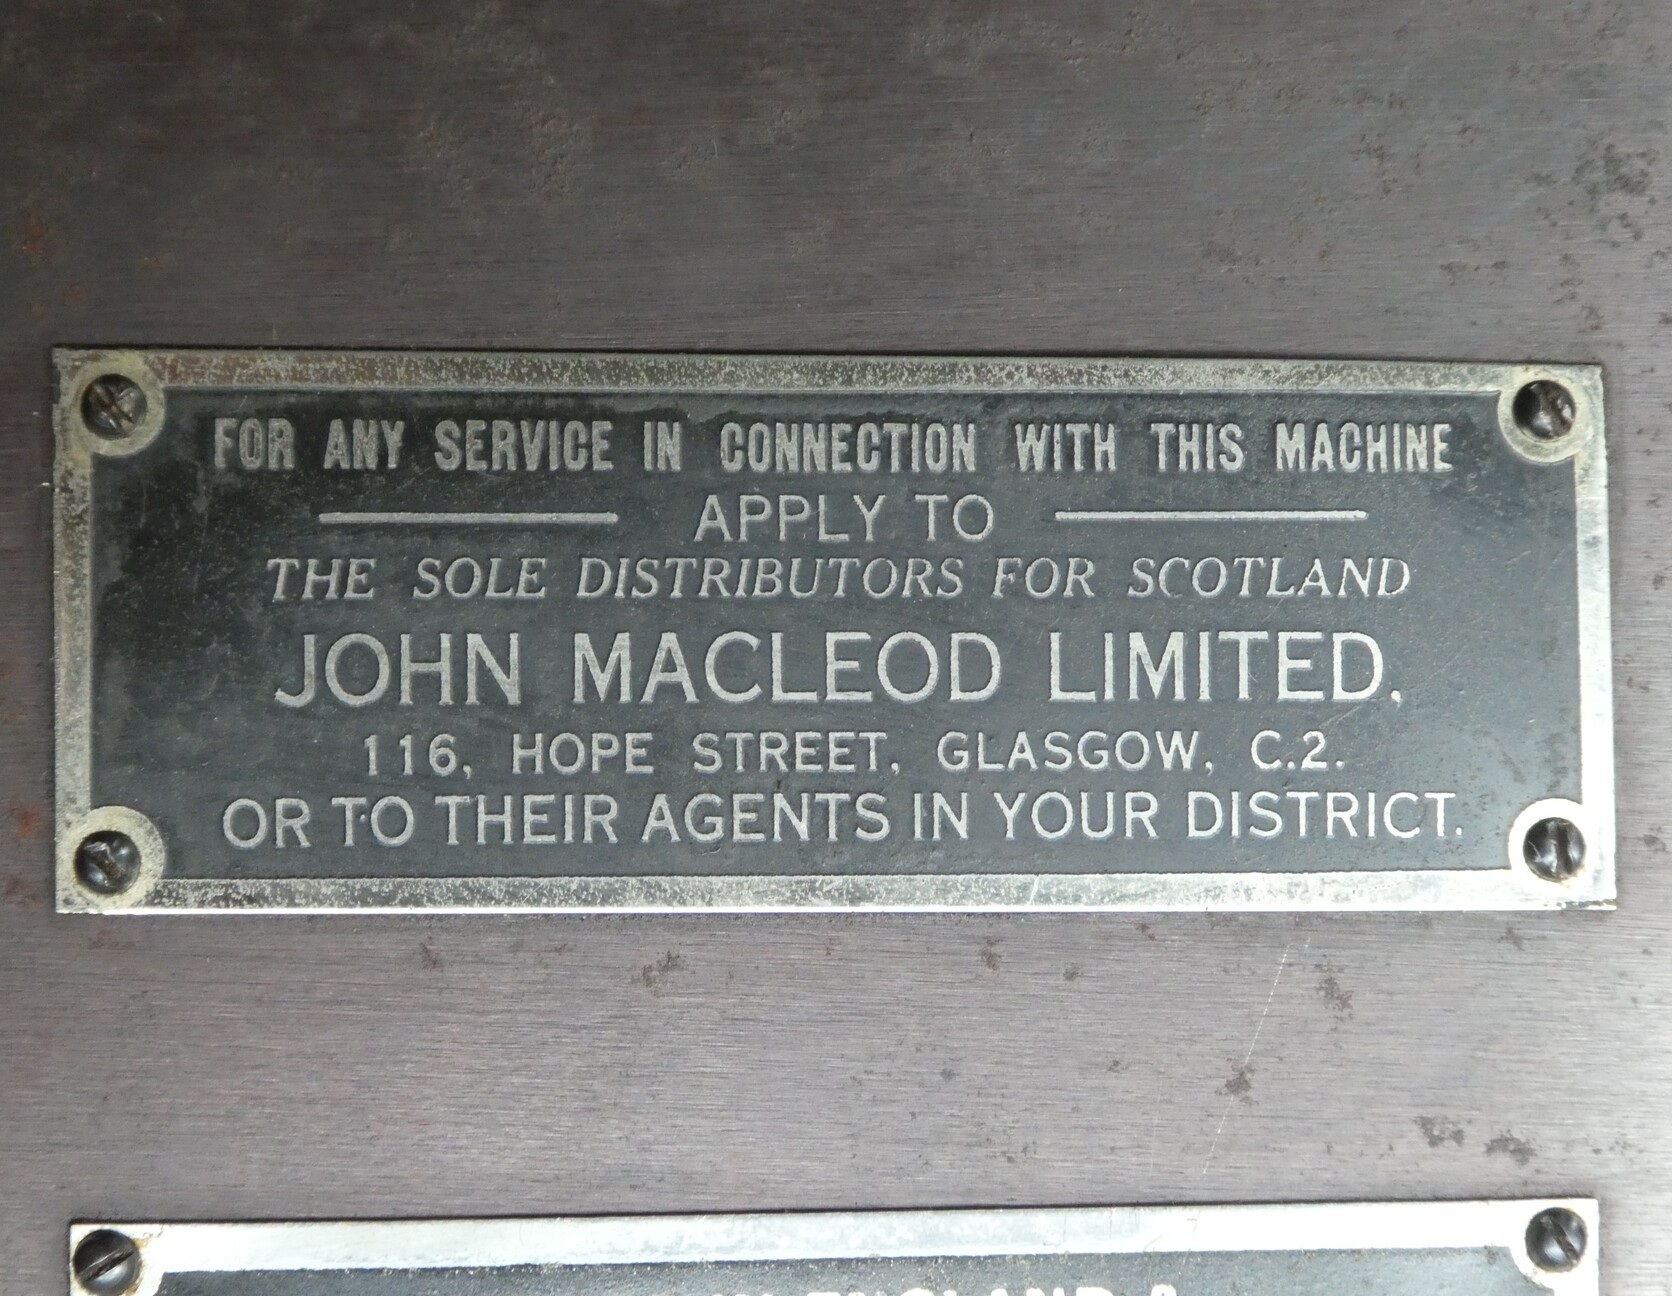 FOR ANY SERVICE IN CONNECTION WITH THIS MACHINE
APPLY TO
THE SOLE DISTRIBUTORS FOR SCOTLAND
JOHN MACLEOD LIMITED,
116, HOPE STREET, GLASGOW, C.2.
OR TO THEIR AGENTS IN YOUR DISTRICT.
ENGLAND